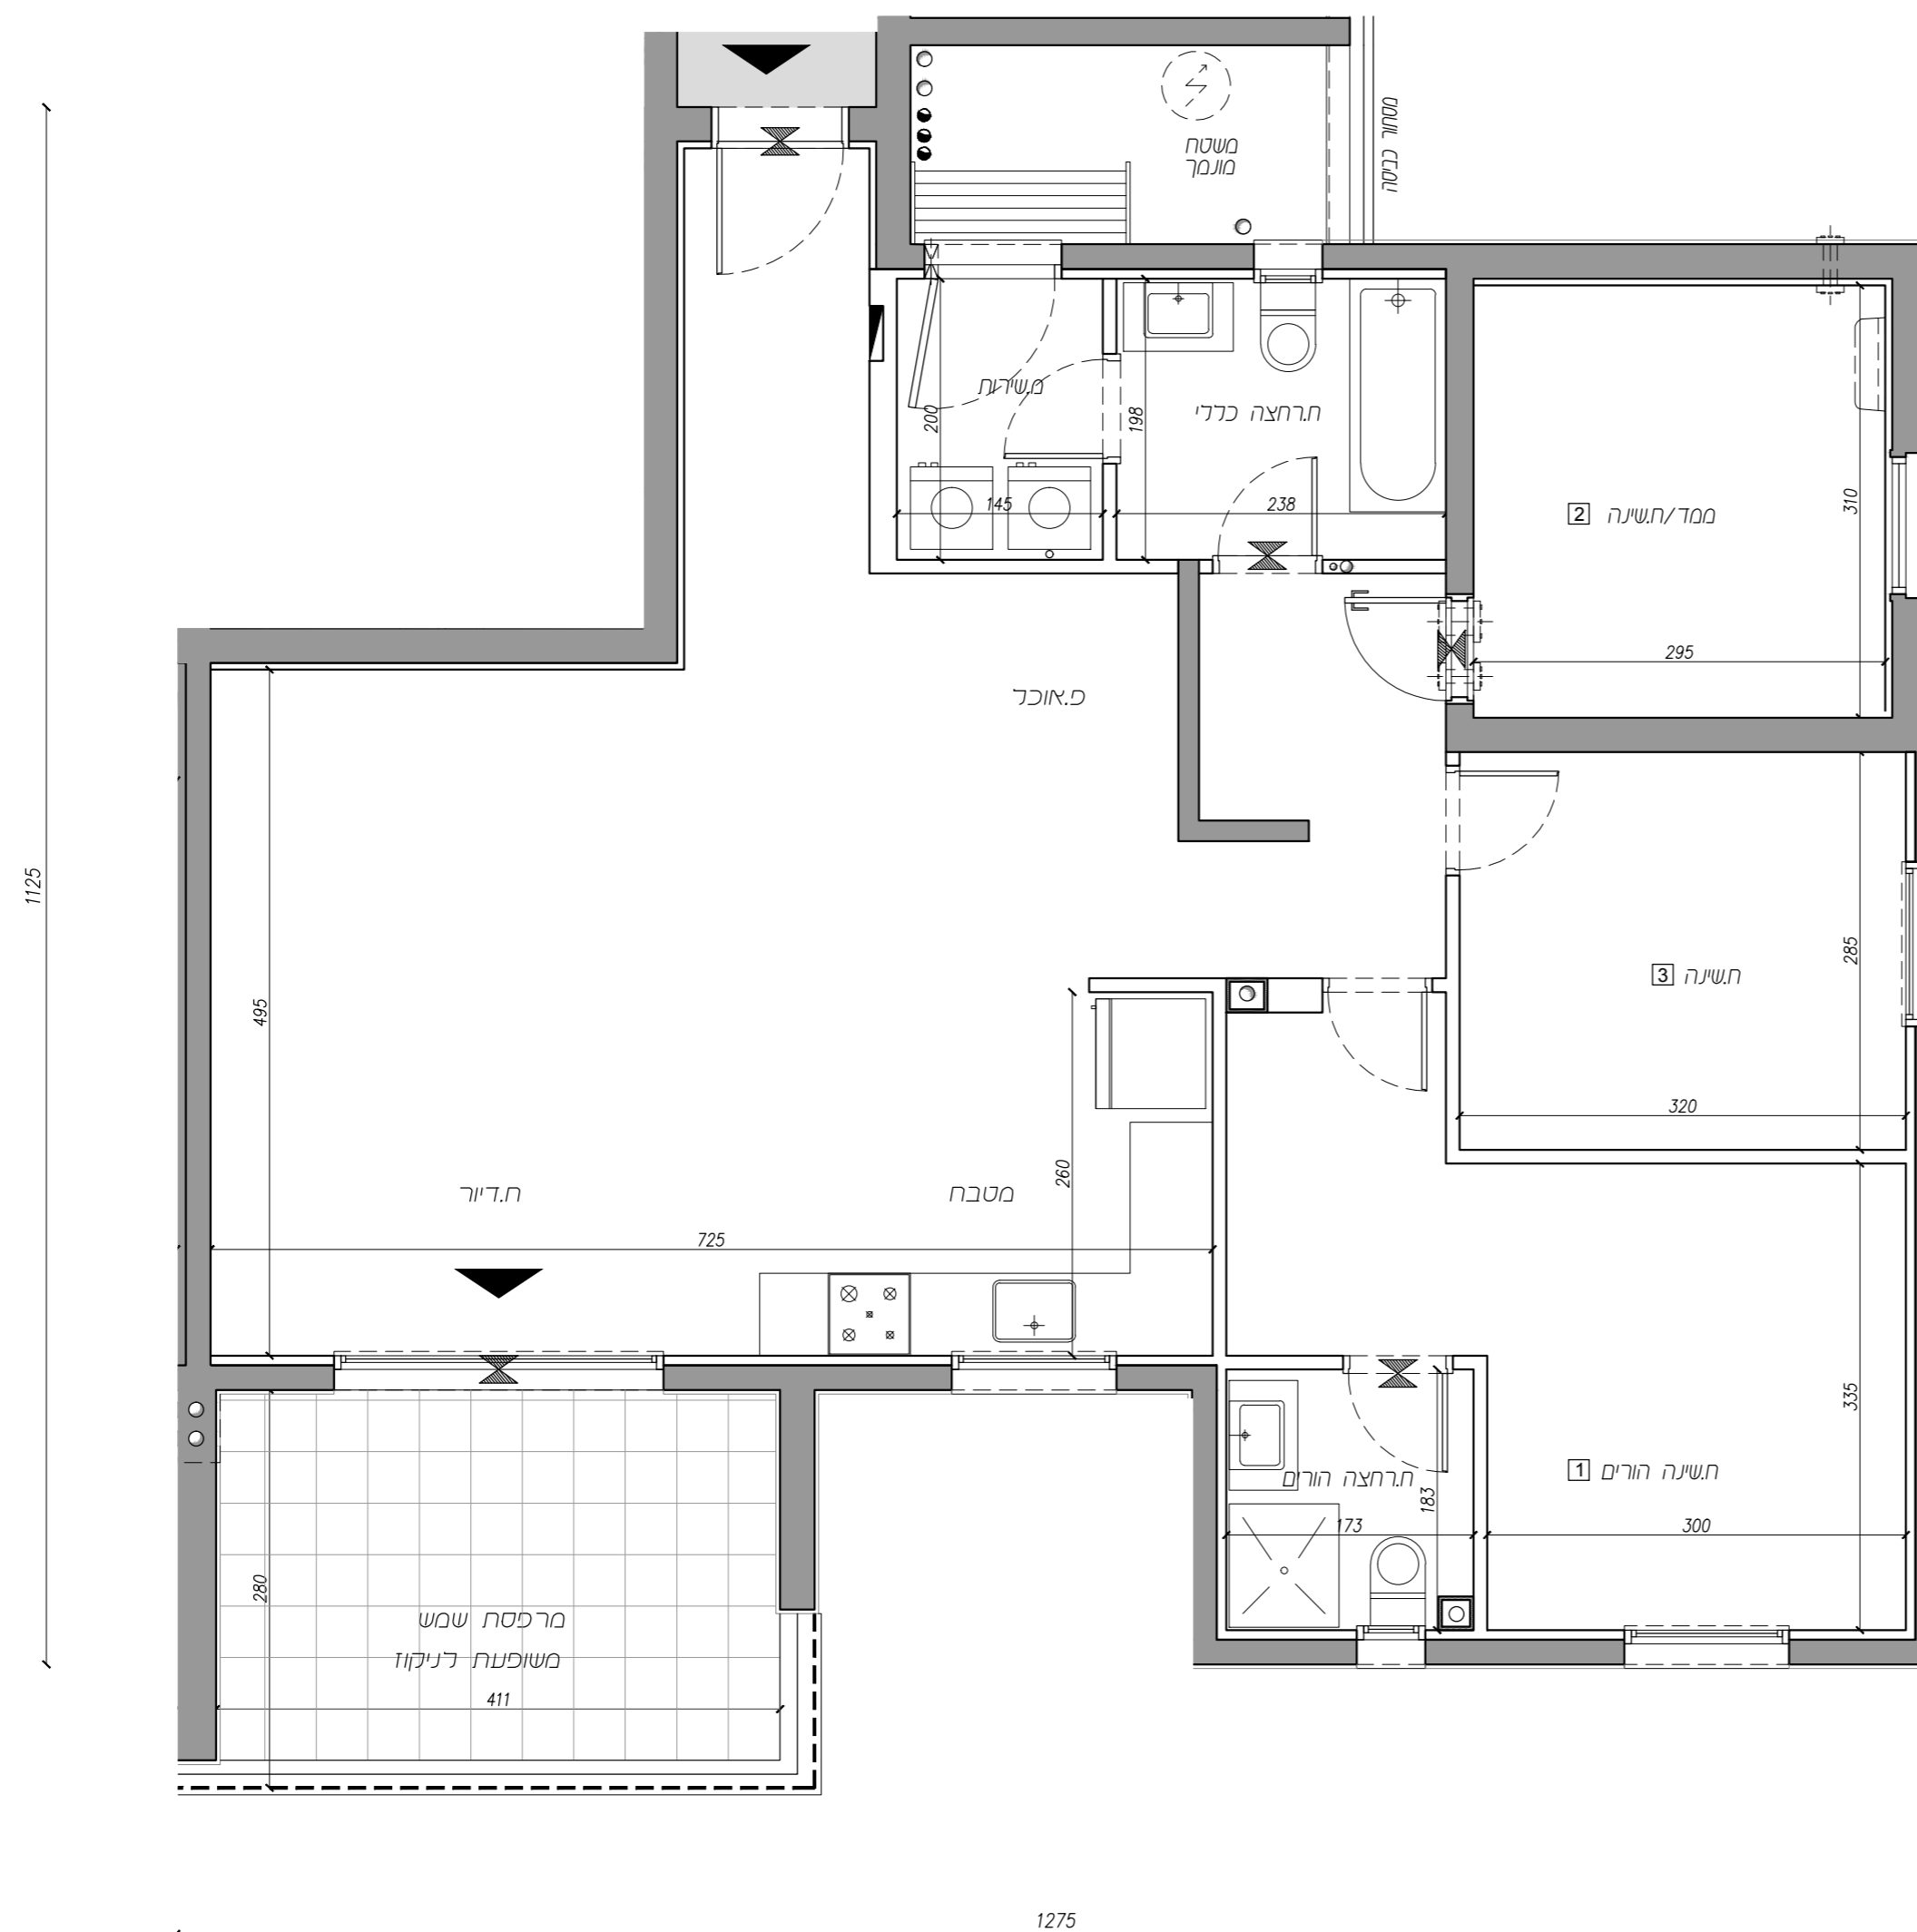 משטח
מונמך
מסתור כביסה
מ.שירות
200
198
ח.רחצה כללי
145
238
ממד/ח.שינה 2
310
295
פ.אוכל
1125
495
ח.שינה 3
285
320
260
ח.דיור
מטבח
725
335
ח.שינה הורים 1
ח.רחצה הורים
183
173
300
280
מרפסת שמש
משופעת לניקוז
411
1275